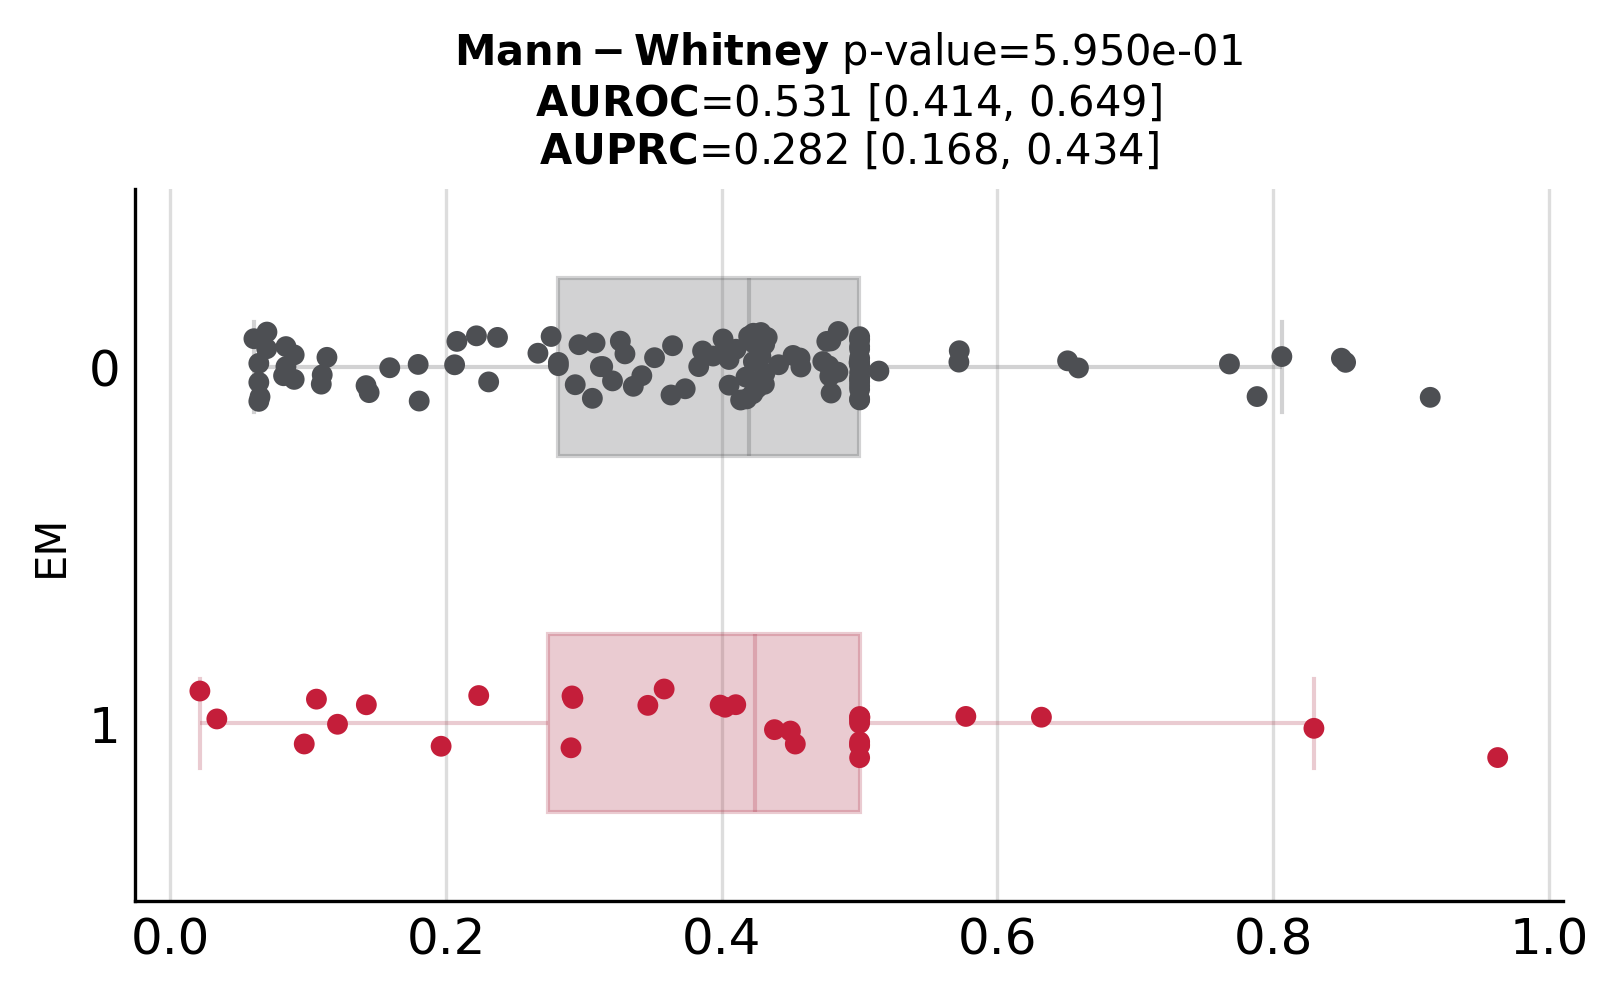 Mann − Whitney p-value=5.950e-01
AUROC=0.531 [0.414, 0.649]
AUPRC=0.282 [0.168, 0.434]
0
EM
1
0.0 0.2 0.4 0.6 0.8 1.0